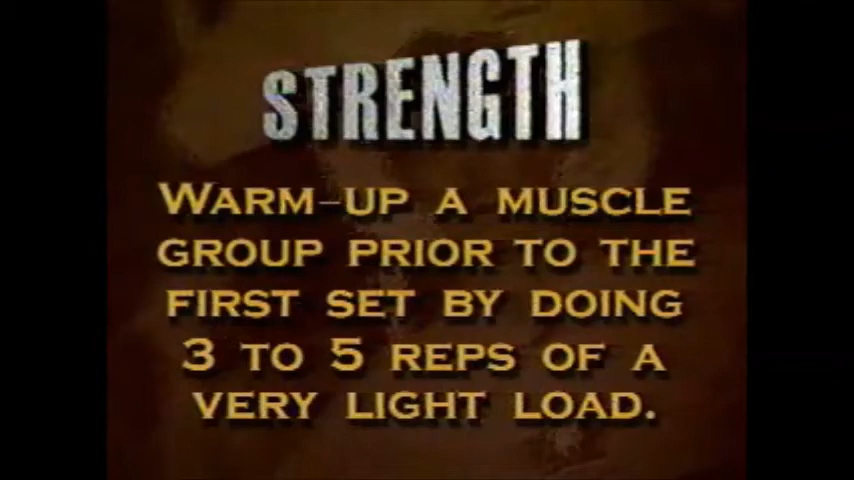 STRENGTH
WARM-UP A MUSCLE
GROUP PRIOR TO THE
FIRST SET BY DOING
3 TO 5 REPS OF A
VERY LIGHT LOAD.